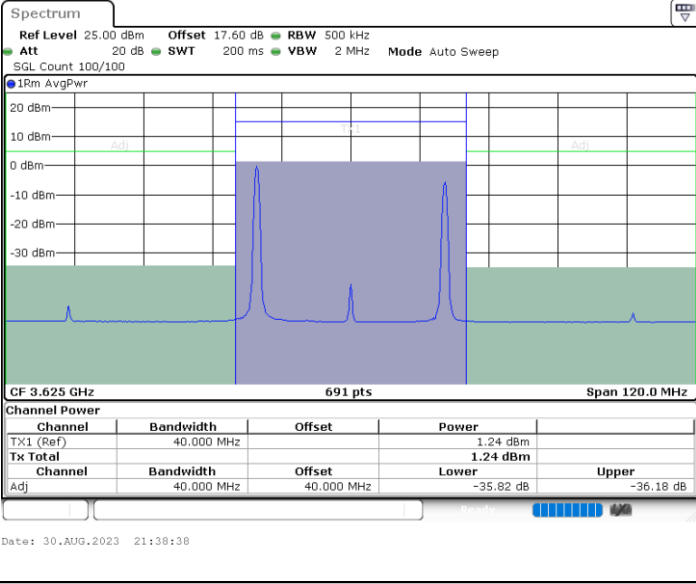 Spectrum
Ref Level 25.00 dBm Offset 17.60 dB RBW 500 kHz
Att 20 dB SWT 200 ms VBW 2 MHz Mode Auto Sweep
SGL Count 100/100
1Rm AvgPwr
20 dBm
TX1
10 dBm
Adj Adj
0 dBm
-10 dBm
-20 dBm
-30 dBm
CF 3.625 GHz 691 pts Span 120.0 MHz
Channel Power
Channel Bandwidth Offset Power
TX1 (Ref) 40.000 MHz 1.24 dBm
Tx Total 1.24 dBm
Channel Bandwidth Offset Lower Upper
Adj 40.000 MHz 40.000 MHz -35.82 dB -36.18 dB
Ready
Date: 30.AUG.2023 21:38:38